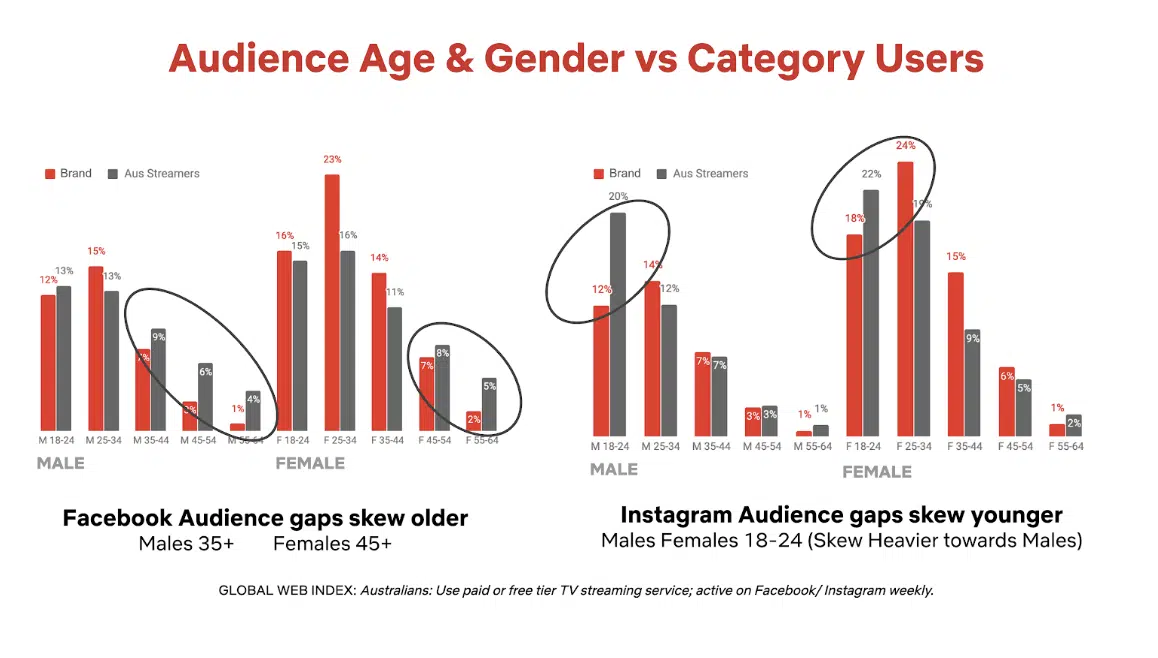 Audience Age & Gender vs Category Users
Brand Aus Streamers
12% 13% 15% 13% 9% 6% 1% 4% 16% 15% 23% 16% 14% 11% 7% 8% 2% 5%
M 18-24 M 25-34 M 35-44 M 45-54 M 55-64 F 18-24 F 25-34 F 35-44 F 45-54 F 55-64
MALE FEMALE
Facebook Audience gaps skew older
Males 35+ Females 45+
Brand Aus Streamers
12% 20% 14% 12% 7% 7% 3% 3% 1% 1% 18% 22% 24% 19% 15% 9% 6% 5% 1% 2%
M 18-24 M 25-34 M 35-44 M 45-54 M 55-64 F 18-24 F 25-34 F 35-44 F 45-54 F 55-64
MALE FEMALE
Instagram Audience gaps skew younger
Males Females 18-24 (Skew Heavier towards Males)
GLOBAL WEB INDEX: Australians: Use paid or free tier TV streaming service; active on Facebook/ Instagram weekly.